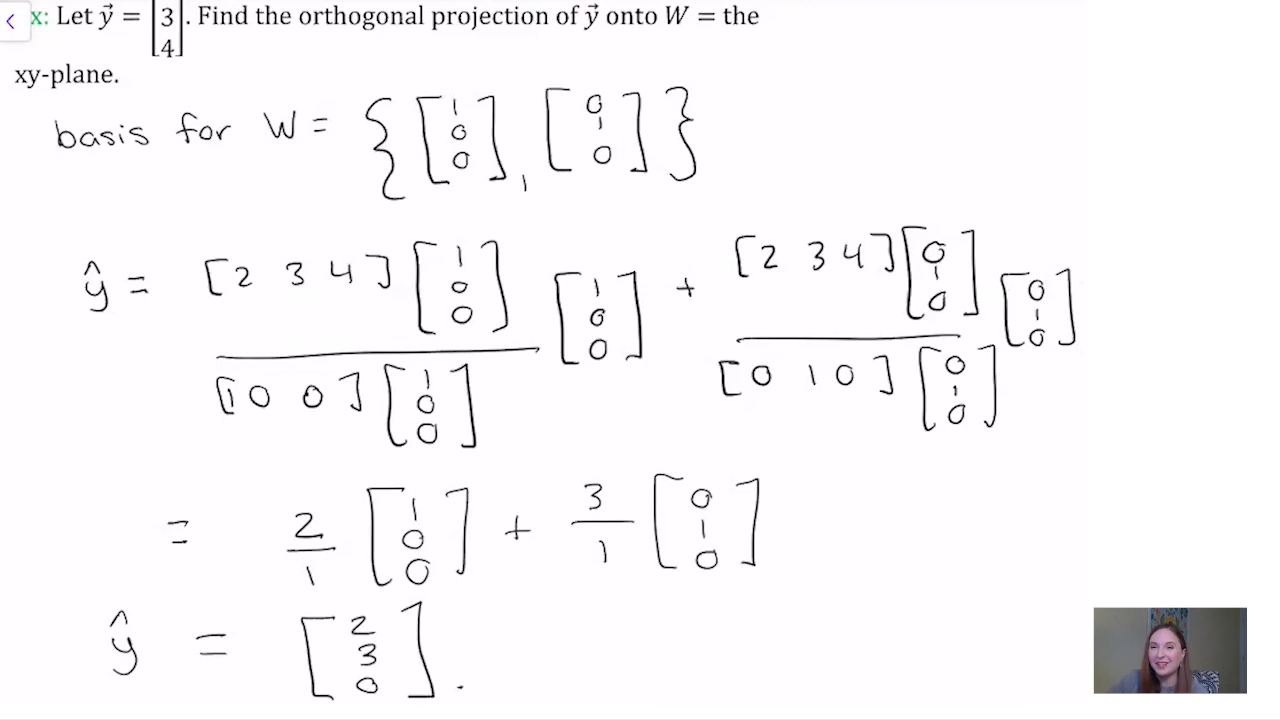 x: Let y⃗ = [3 4]. Find the orthogonal projection of y⃗ onto W = the
xy-plane.
basis for W = { [1 0 0], [0 1 0] }
ŷ = [2 3 4][1 0 0] / [1 0 0][1 0 0] [1 0 0] + [2 3 4][0 1 0] / [0 1 0][0 1 0] [0 1 0]
= 2/1 [1 0 0] + 3/1 [0 1 0]
ŷ = [2 3 0].